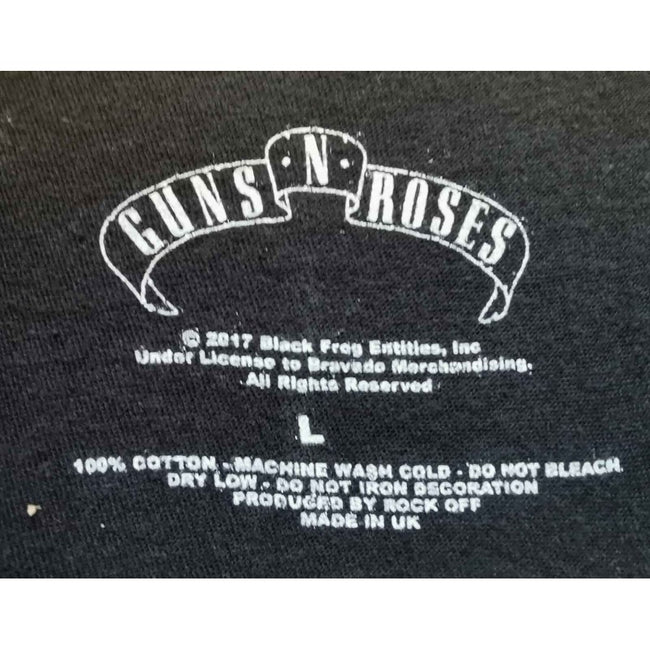 GUNS ·N· ROSES
© 2017 Black Frog Entities, Inc
Under License to Bravado Merchandising.
All Rights Reserved
L
100% COTTON - MACHINE WASH COLD - DO NOT BLEACH
DRY LOW - DO NOT IRON DECORATION
PRODUCED BY ROCK OFF
MADE IN UK